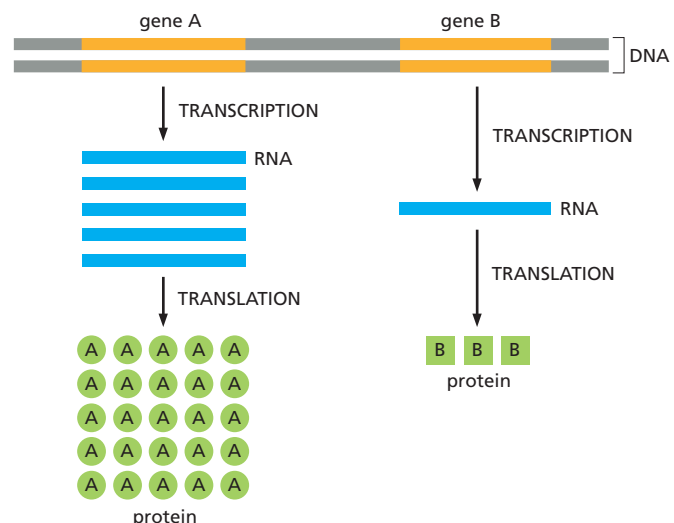 gene A gene B
DNA
TRANSCRIPTION
TRANSCRIPTION
RNA
RNA
TRANSLATION
TRANSLATION
A A A A A
B B B
protein
A A A A A
A A A A A
A A A A A
A A A A A
protein